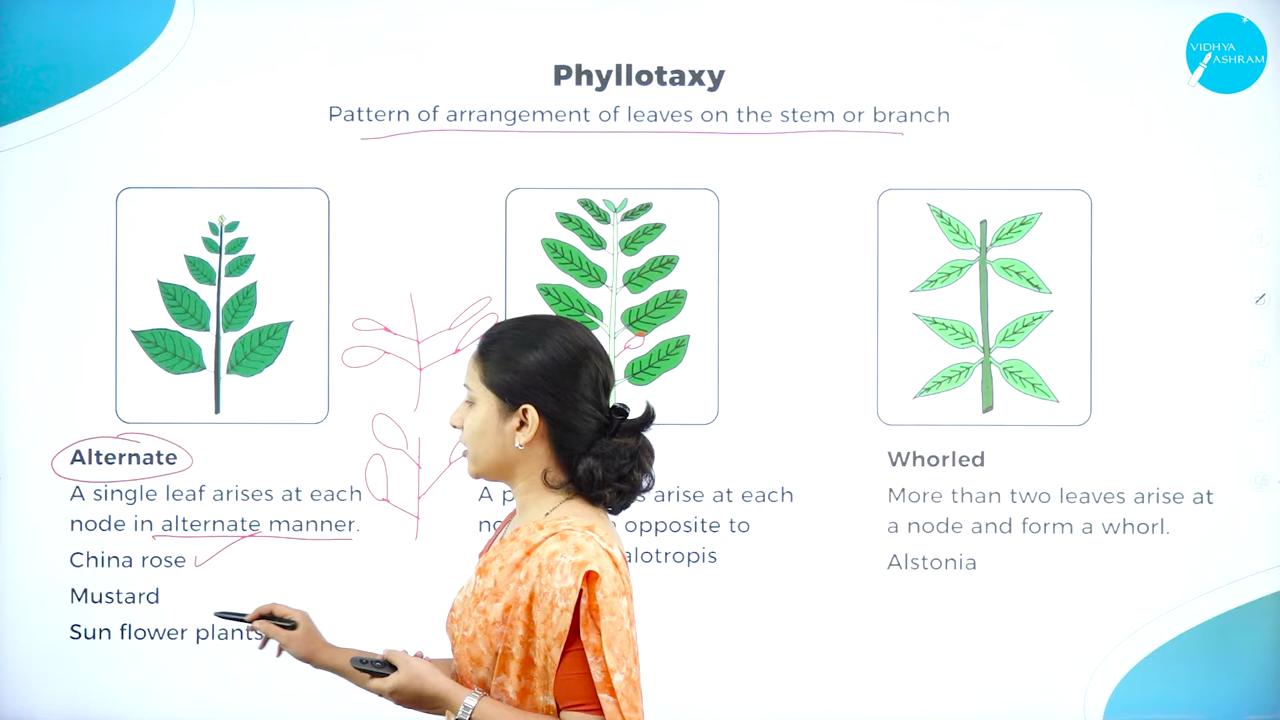 VIDHYA
ASHRAM
Phyllotaxy
Pattern of arrangement of leaves on the stem or branch
Alternate
A single leaf arises at each
node in alternate manner.
China rose
Mustard
Sun flower plants
A arise at each
opposite to
Whorled
More than two leaves arise at
a node and form a whorl.
Alstonia